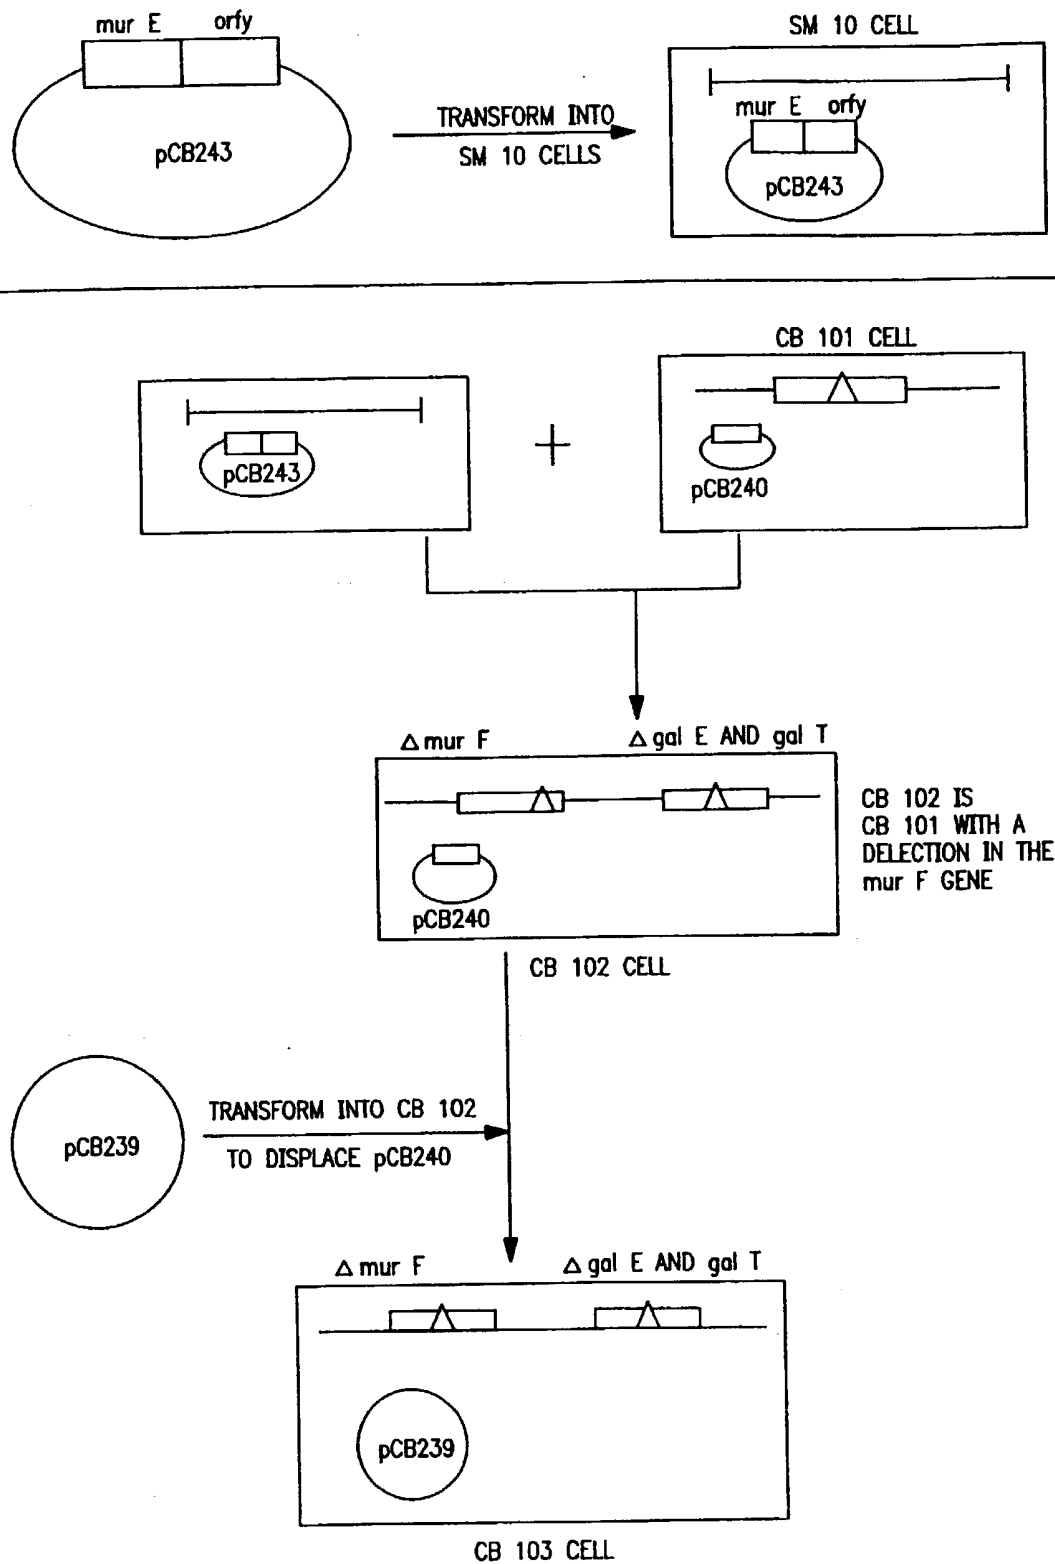 mur E orfy
pCB243
TRANSFORM INTO
SM 10 CELLS
SM 10 CELL
mur E orfy
pCB243
CB 101 CELL
pCB243
+
pCB240
Δ mur F
Δ gal E AND gal T
pCB240
CB 102 IS
CB 101 WITH A
DELECTION IN THE
mur F GENE
CB 102 CELL
pCB239
TRANSFORM INTO CB 102
TO DISPLACE pCB240
Δ mur F
Δ gal E AND gal T
pCB239
CB 103 CELL